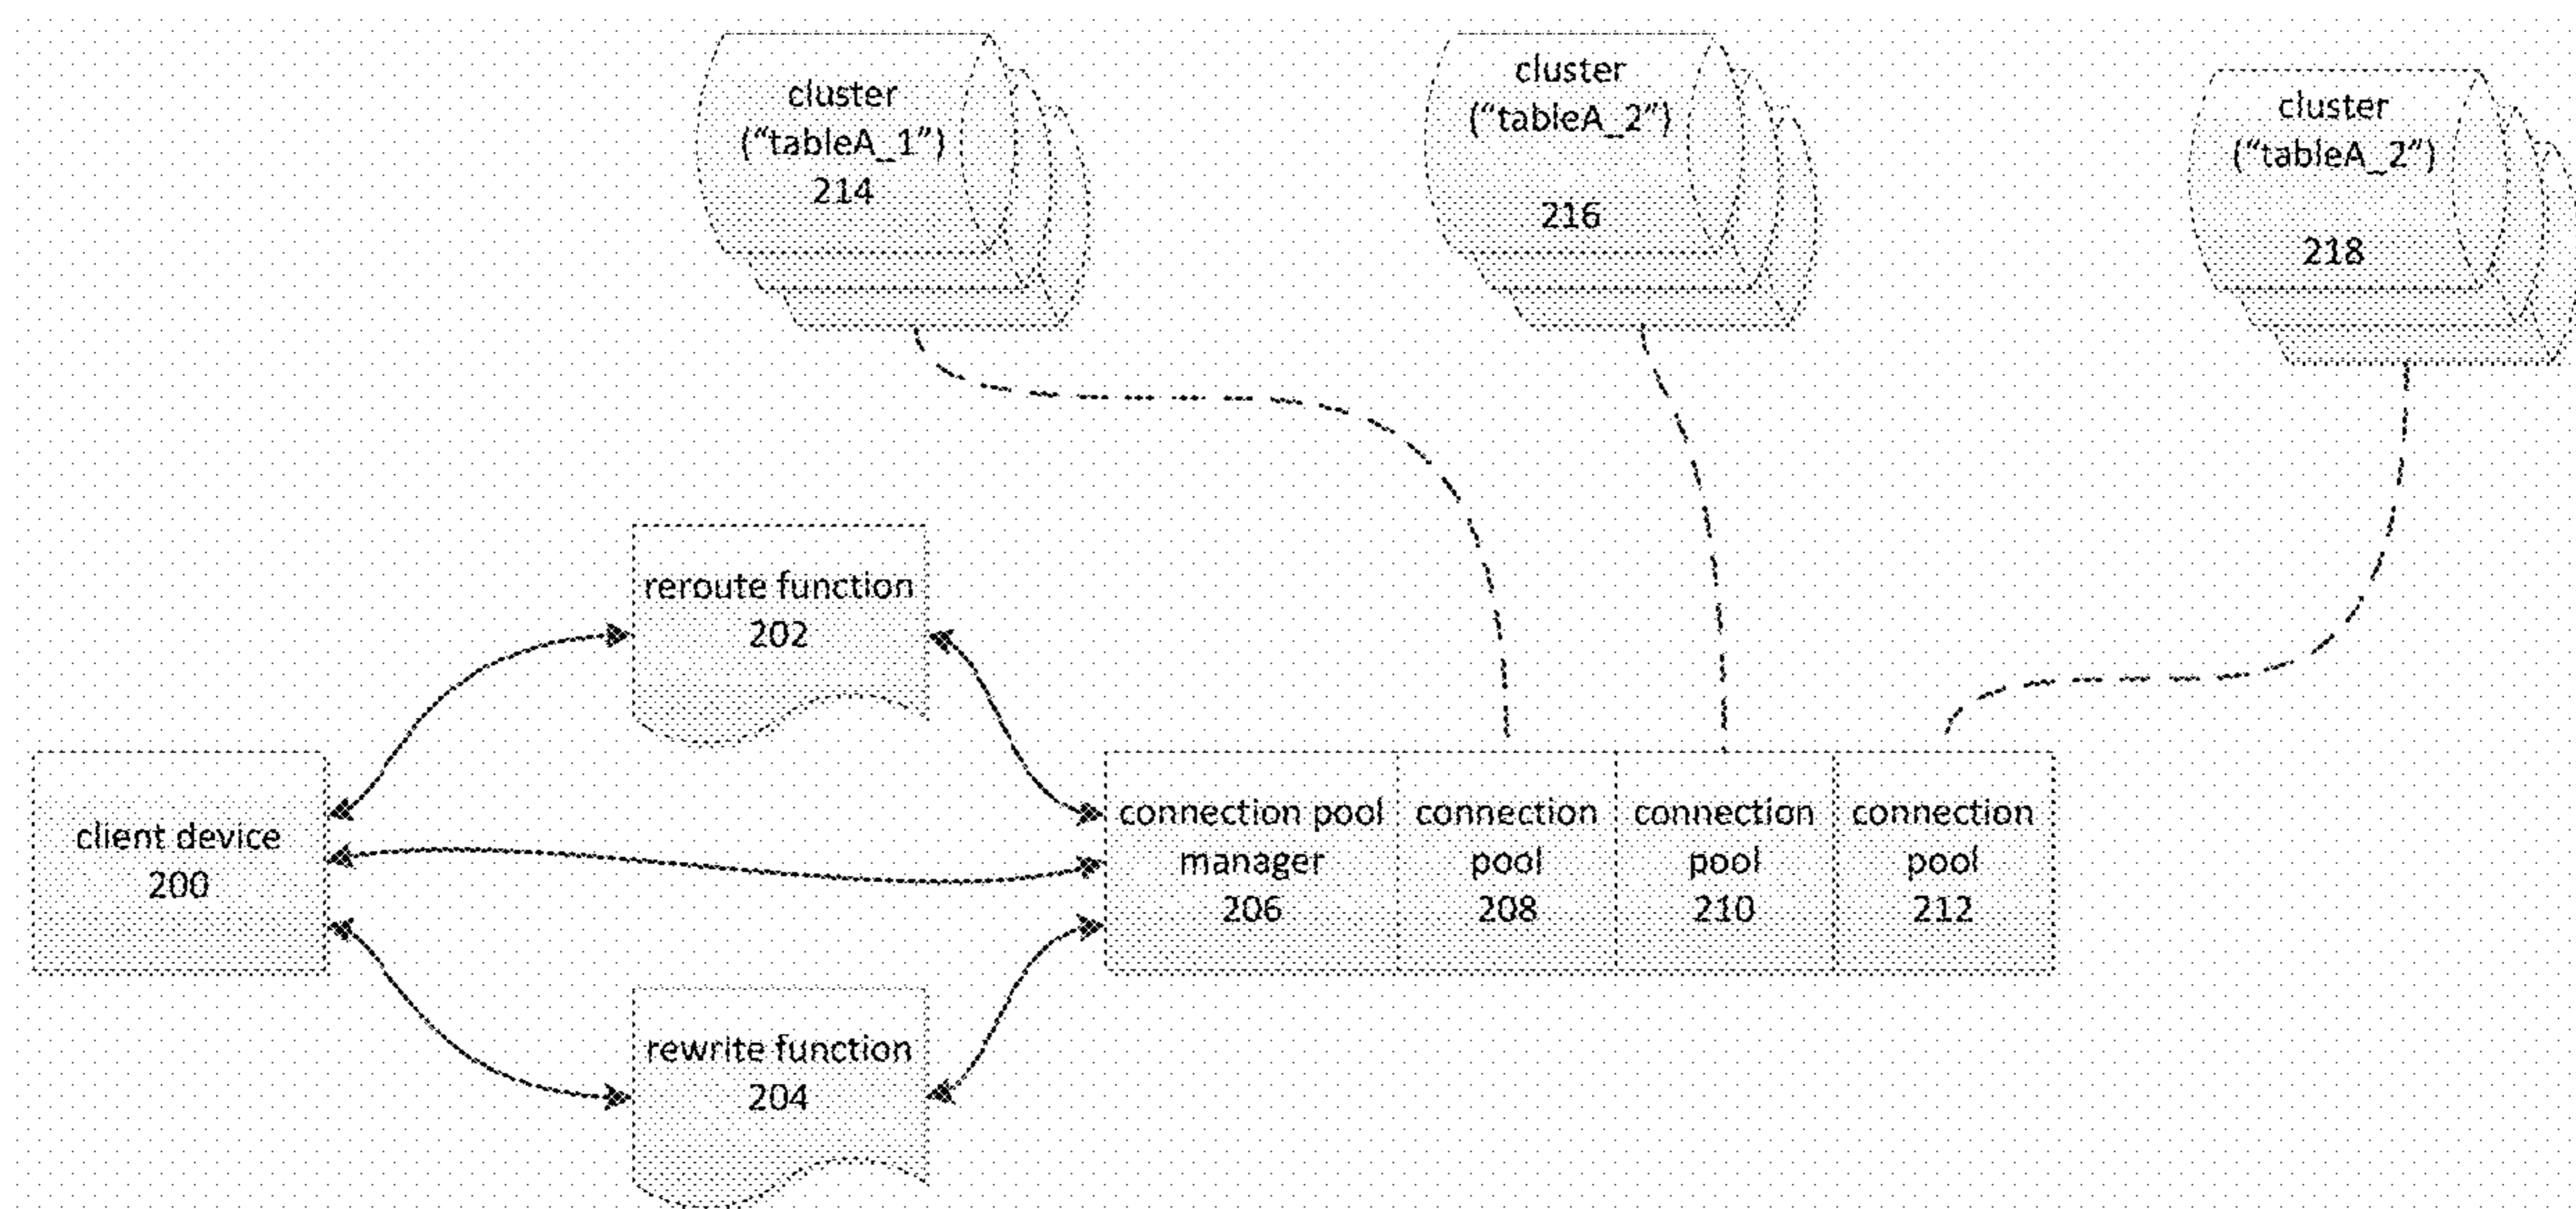 cluster
(“tableA_1”)
214
cluster
(“tableA_2”)
216
cluster
(“tableA_2”)
218
reroute function
202
client device
200
connection pool
manager
206
connection
pool
208
connection
pool
210
connection
pool
212
rewrite function
204